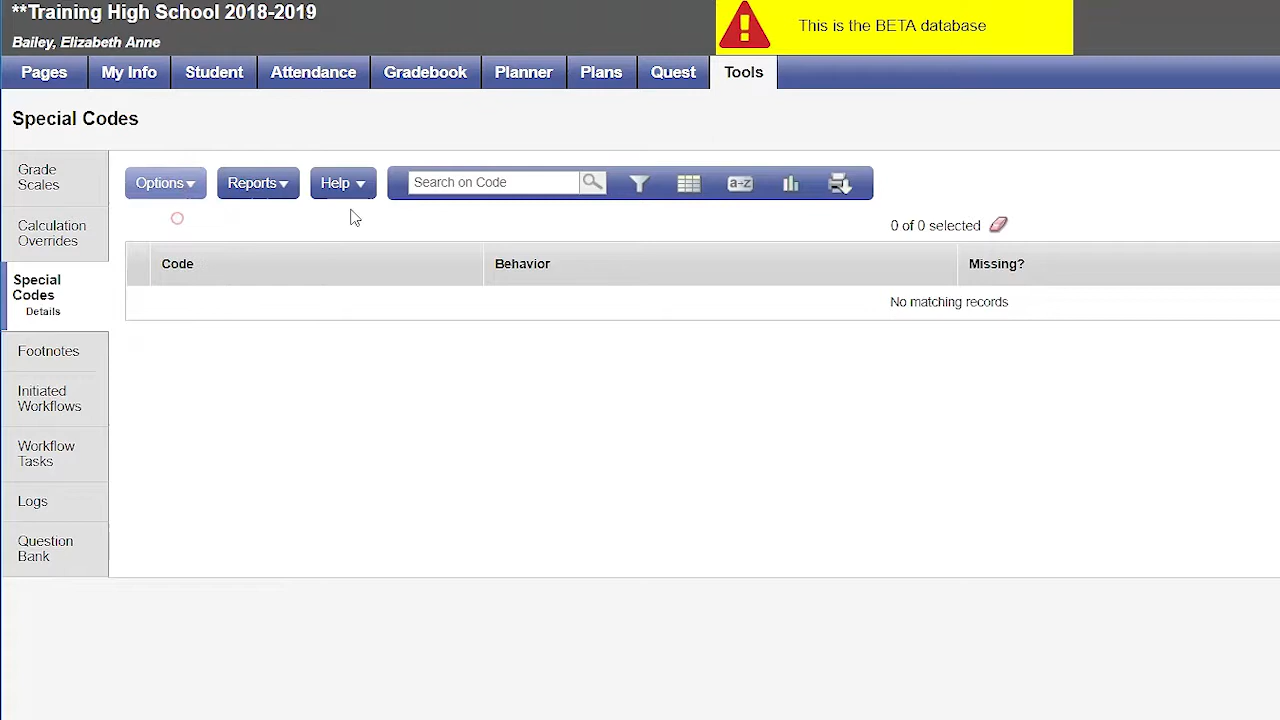 **Training High School 2018-2019
Bailey, Elizabeth Anne
This is the BETA database
Pages My Info Student Attendance Gradebook Planner Plans Quest Tools
Special Codes
Grade
Scales
Calculation
Overrides
Special
Codes
Details
Footnotes
Initiated
Workflows
Workflow
Tasks
Logs
Question
Bank
Options Reports Help Search on Code a-z
0 of 0 selected
Code Behavior Missing?
No matching records